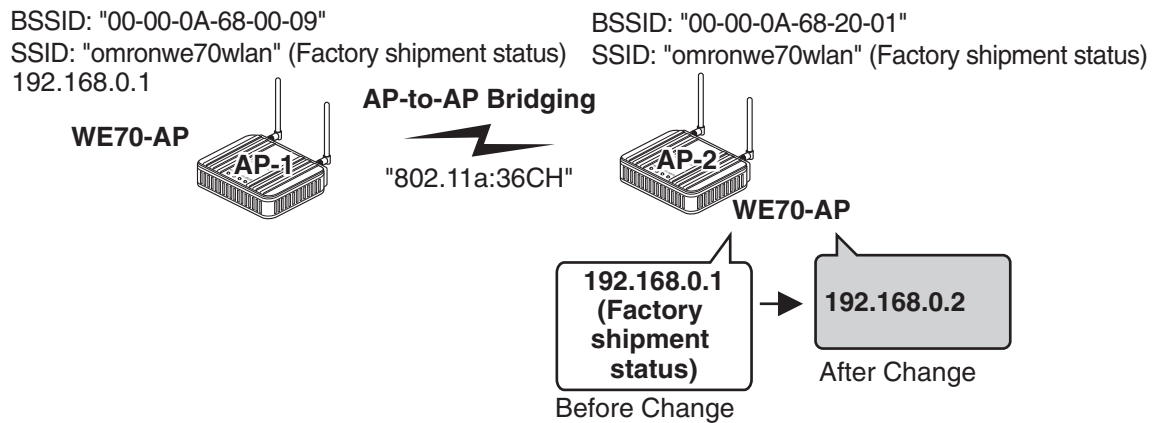 BSSID: "00-00-0A-68-00-09"
SSID: "omronwe70wlan" (Factory shipment status)
192.168.0.1
BSSID: "00-00-0A-68-20-01"
SSID: "omronwe70wlan" (Factory shipment status)
AP-to-AP Bridging
WE70-AP
AP-1
"802.11a:36CH"
AP-2
WE70-AP
192.168.0.1
(Factory
shipment
status)
Before Change
192.168.0.2
After Change